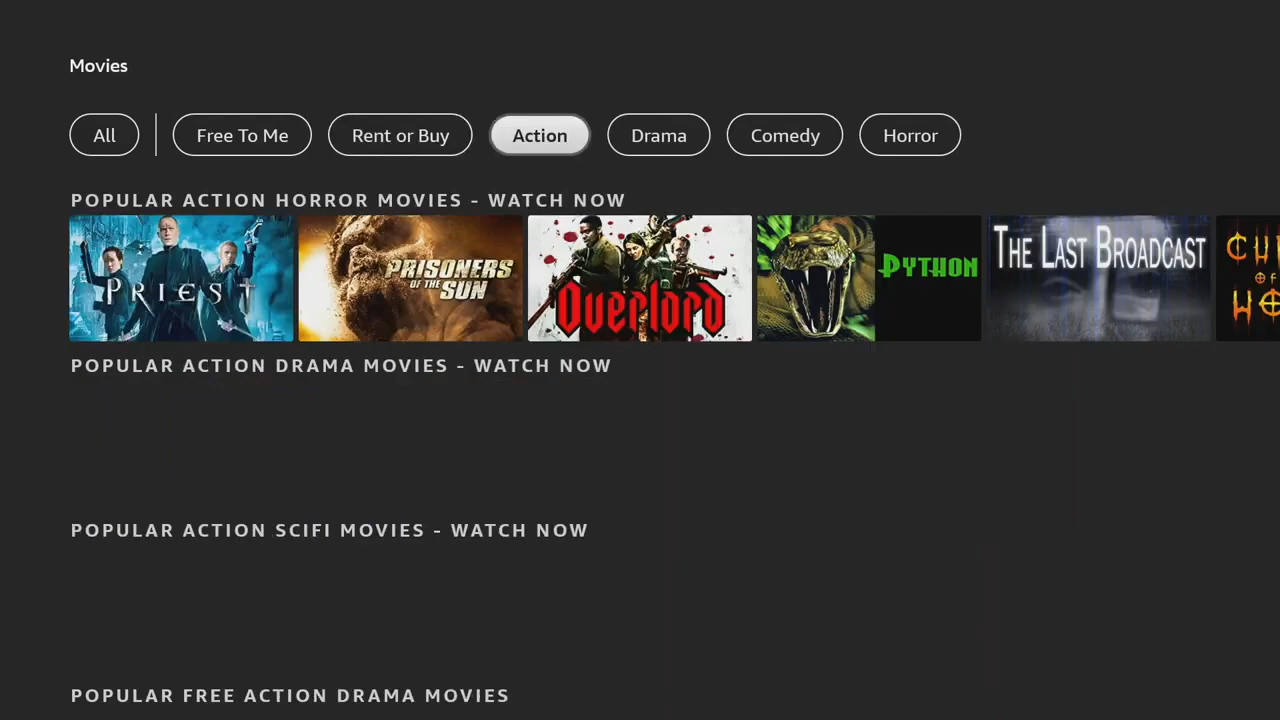 Movies
All Free To Me Rent or Buy Action Drama Comedy Horror
POPULAR ACTION HORROR MOVIES - WATCH NOW
PRIEST
PRISONERS
OF THE
SUN
OVERLORD
PYTHON
THE LAST BROADCAST
POPULAR ACTION DRAMA MOVIES - WATCH NOW
POPULAR ACTION SCIFI MOVIES - WATCH NOW
POPULAR FREE ACTION DRAMA MOVIES